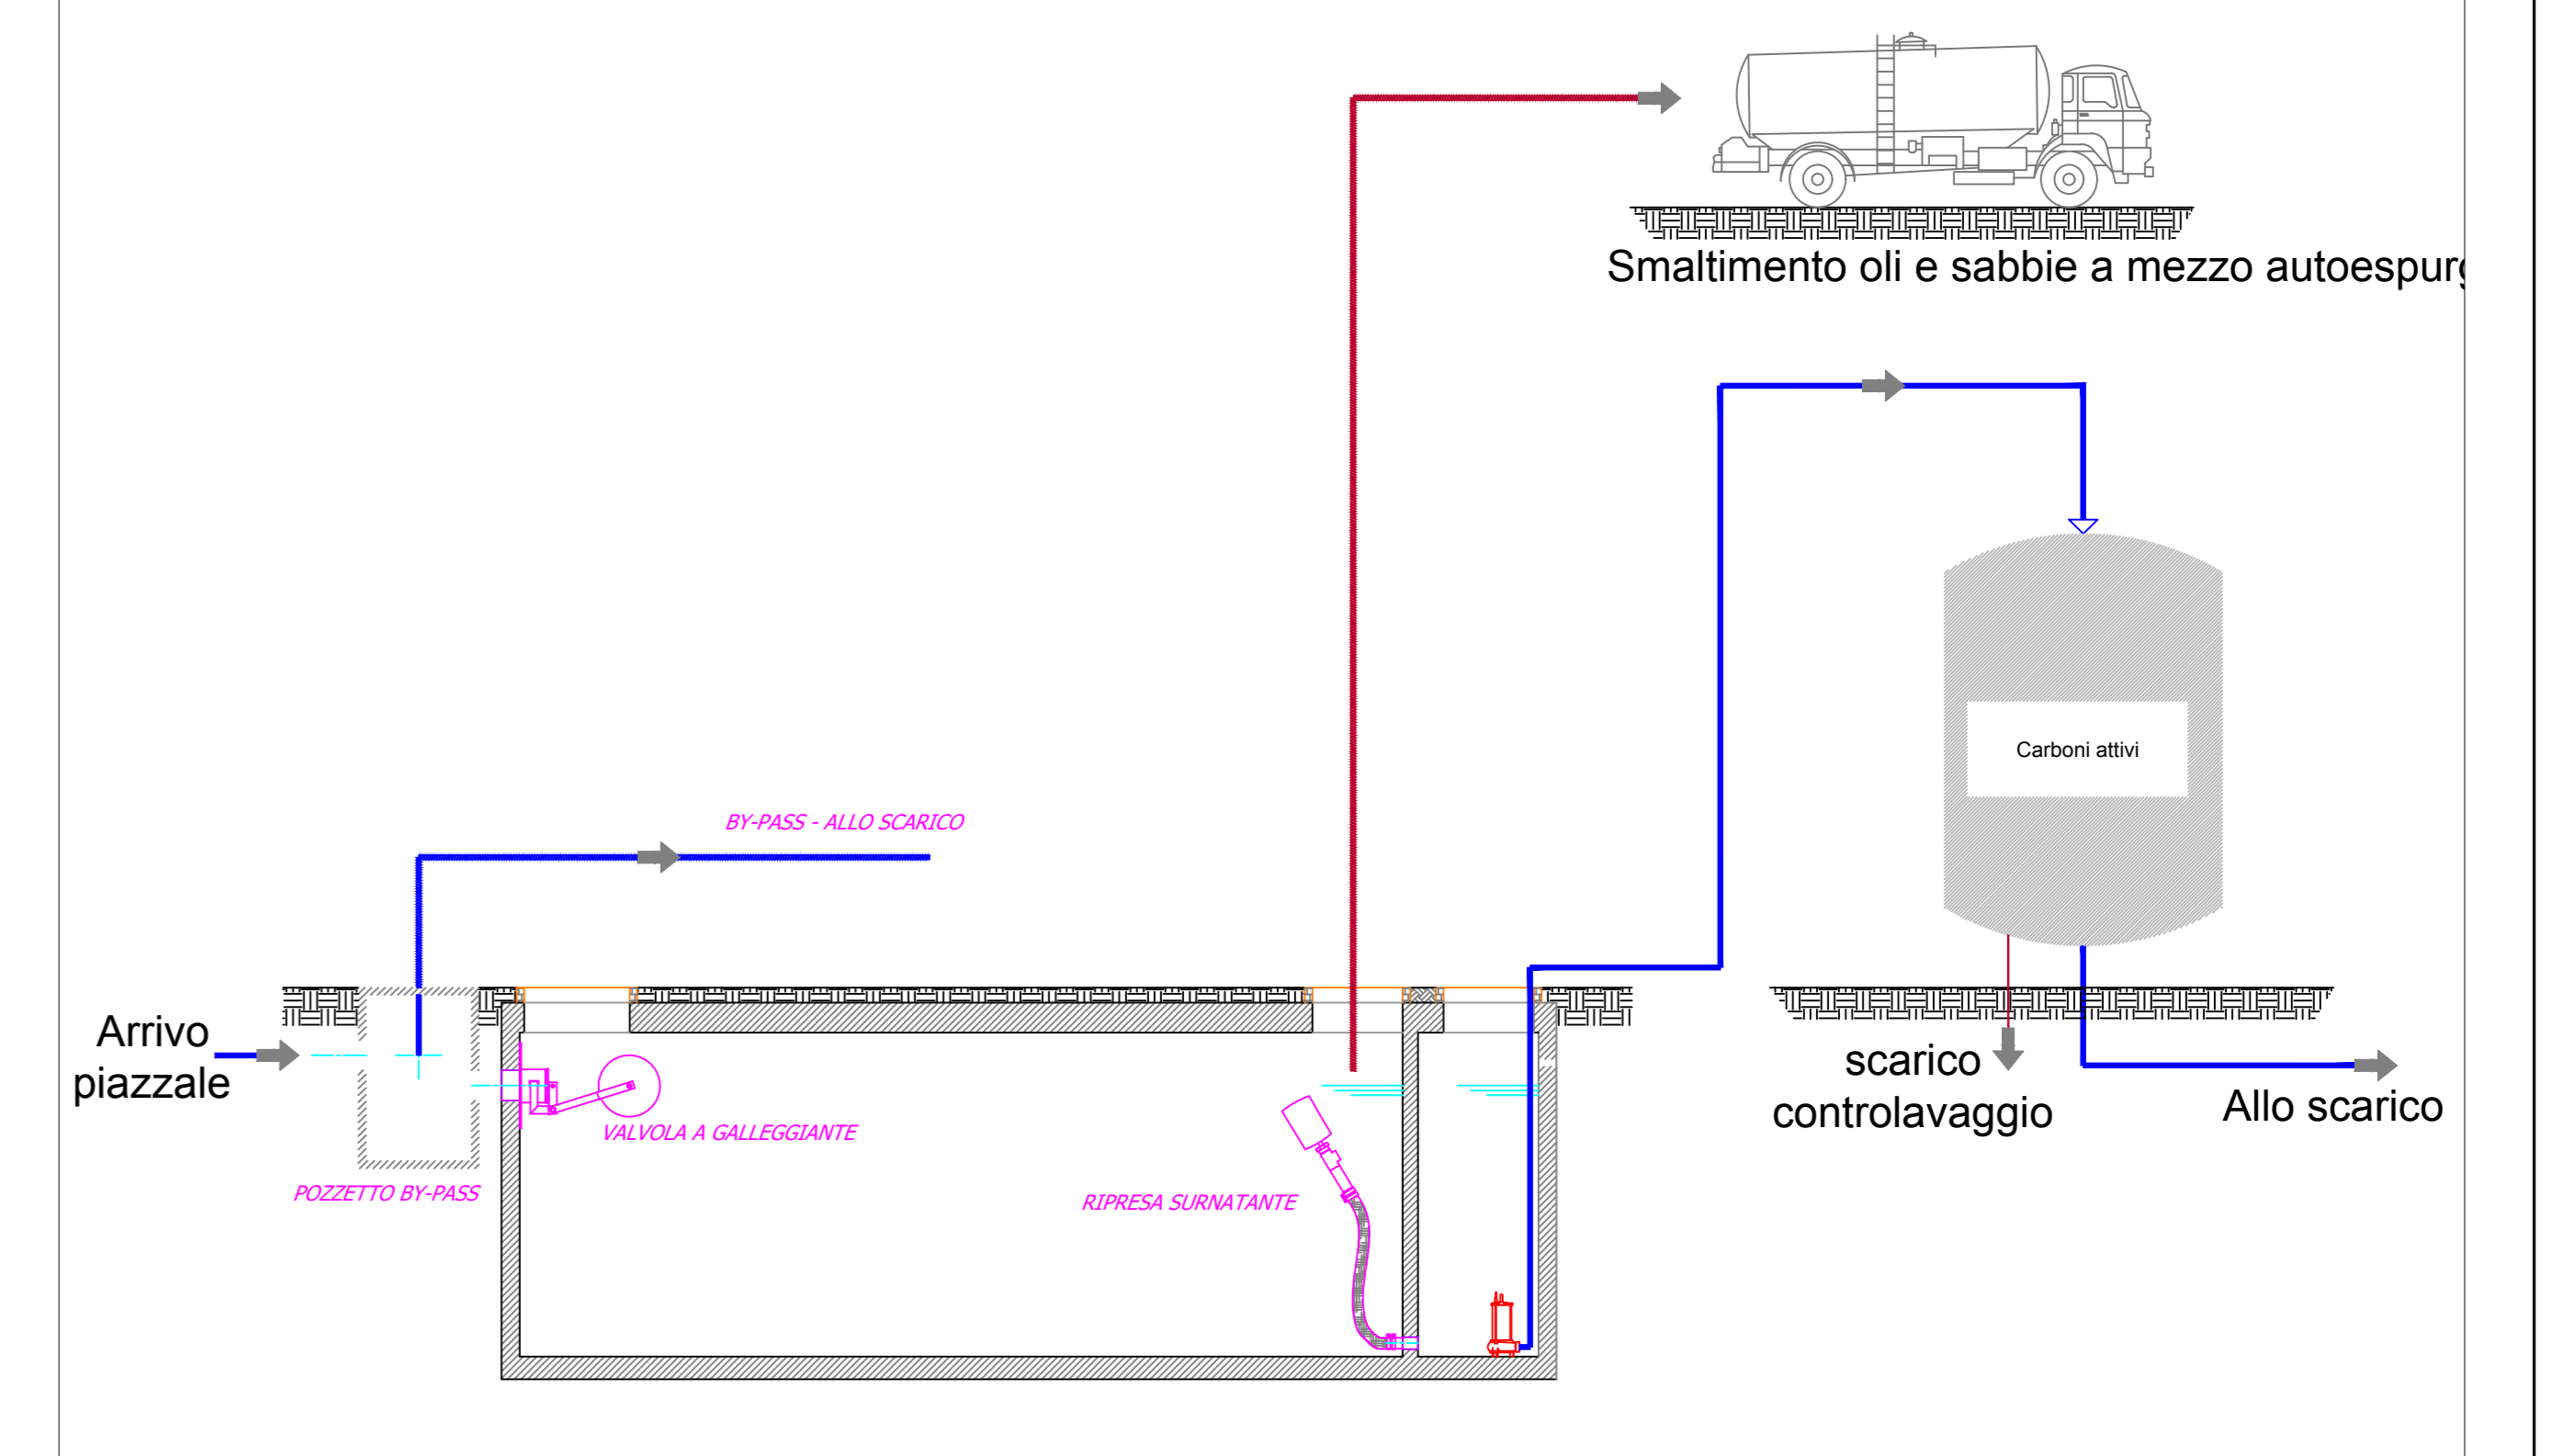 Smaltimento oli e sabbie a mezzo autoespurg
Carboni attivi
BY-PASS - ALLO SCARICO
Arrivo
piazzale
VALVOLA A GALLEGGIANTE
POZZETTO BY-PASS
RIPRESA SURNATANTE
scarico
controlavaggio
Allo scarico